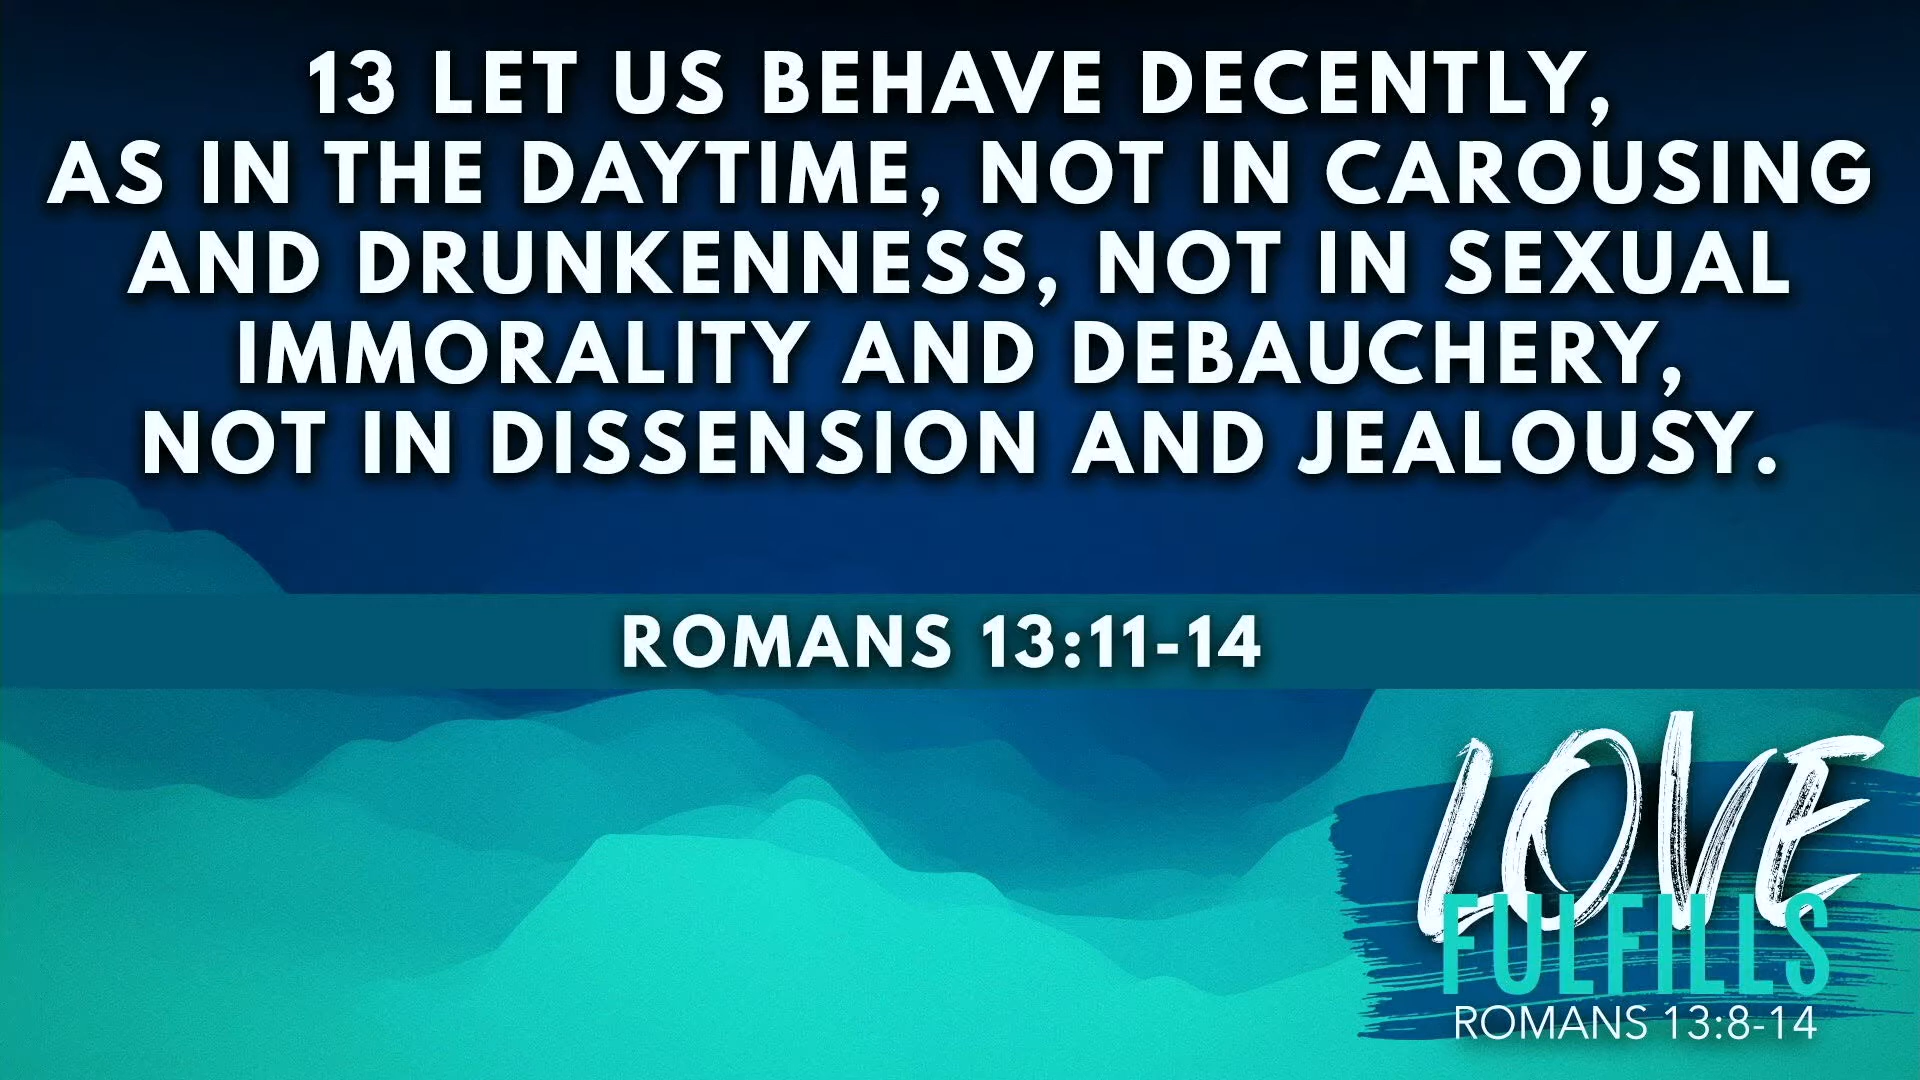 13 LET US BEHAVE DECENTLY,
AS IN THE DAYTIME, NOT IN CAROUSING
AND DRUNKENNESS, NOT IN SEXUAL
IMMORALITY AND DEBAUCHERY,
NOT IN DISSENSION AND JEALOUSY.
ROMANS 13:11-14
LOVE
FULFILLS
ROMANS 13:8-14